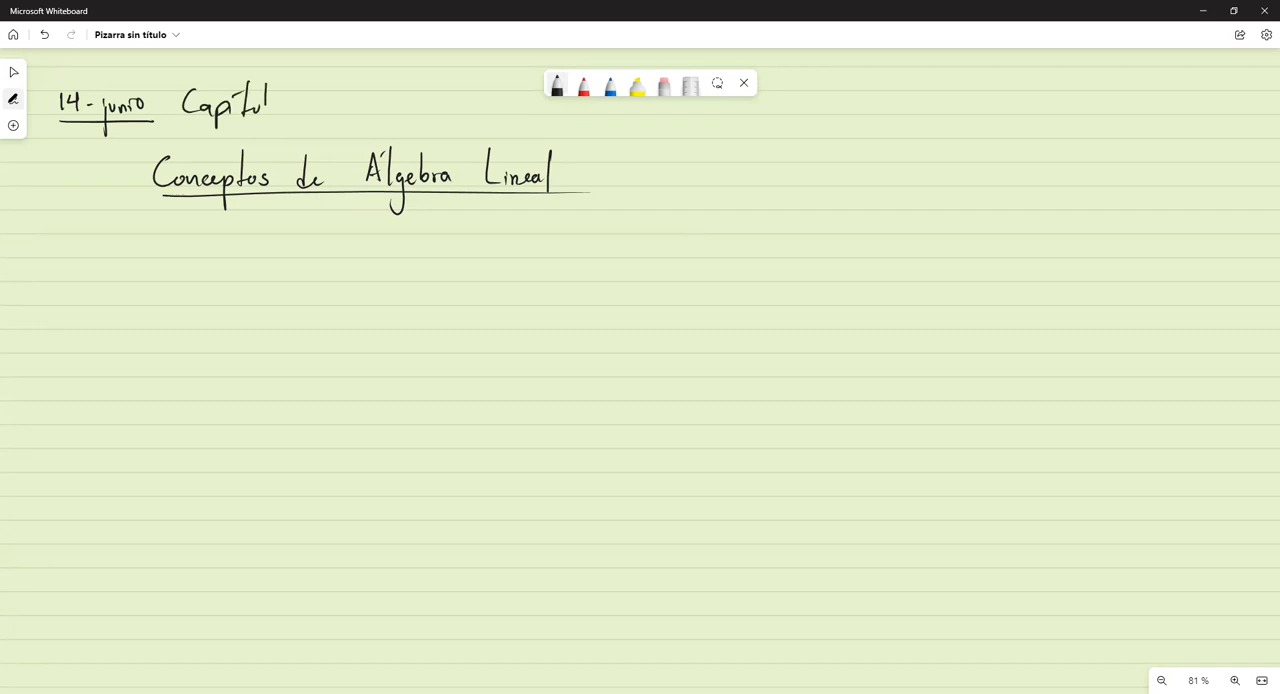 Microsoft Whiteboard
Pizarra sin título
14 - junio Capítul
Conceptos de Álgebra Lineal
81 %